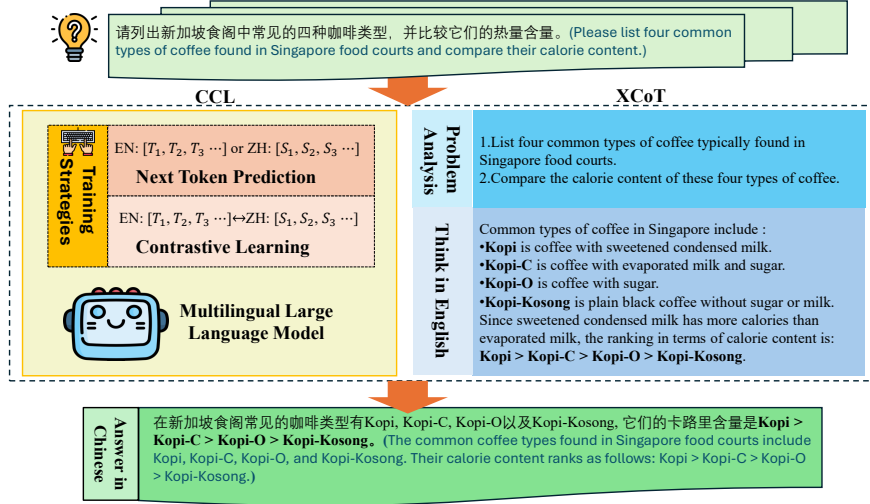 请列出新加坡食阁中常见的四种咖啡类型，并比较它们的热量含量。(Please list four common
types of coffee found in Singapore food courts and compare their calorie content.)
CCL
XCoT
Training
Strategies
EN: [T₁, T₂, T₃ ⋯] or ZH: [S₁, S₂, S₃ ⋯]
Next Token Prediction
EN: [T₁, T₂, T₃ ⋯]↔ZH: [S₁, S₂, S₃ ⋯]
Contrastive Learning
Multilingual Large
Language Model
Problem
Analysis
1.List four common types of coffee typically found in
Singapore food courts.
2.Compare the calorie content of these four types of coffee.
Think in English
Common types of coffee in Singapore include :
•Kopi is coffee with sweetened condensed milk.
•Kopi-C is coffee with evaporated milk and sugar.
•Kopi-O is coffee with sugar.
•Kopi-Kosong is plain black coffee without sugar or milk.
Since sweetened condensed milk has more calories than
evaporated milk, the ranking in terms of calorie content is:
Kopi > Kopi-C > Kopi-O > Kopi-Kosong.
Answer in
Chinese
在新加坡食阁常见的咖啡类型有Kopi, Kopi-C, Kopi-O以及Kopi-Kosong, 它们的卡路里含量是Kopi >
Kopi-C > Kopi-O > Kopi-Kosong。(The common coffee types found in Singapore food courts include
Kopi, Kopi-C, Kopi-O, and Kopi-Kosong. Their calorie content ranks as follows: Kopi > Kopi-C > Kopi-O
> Kopi-Kosong.)